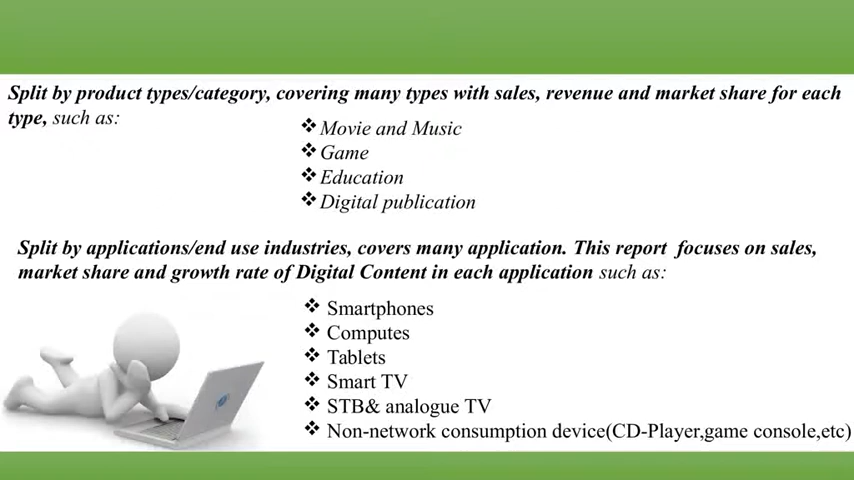 Split by product types/category, covering many types with sales, revenue and market share for each
type, such as:
❖Movie and Music
❖Game
❖Education
❖Digital publication
Split by applications/end use industries, covers many application. This report focuses on sales,
market share and growth rate of Digital Content in each application such as:
❖ Smartphones
❖ Computes
❖ Tablets
❖ Smart TV
❖ STB& analogue TV
❖ Non-network consumption device(CD-Player,game console,etc)